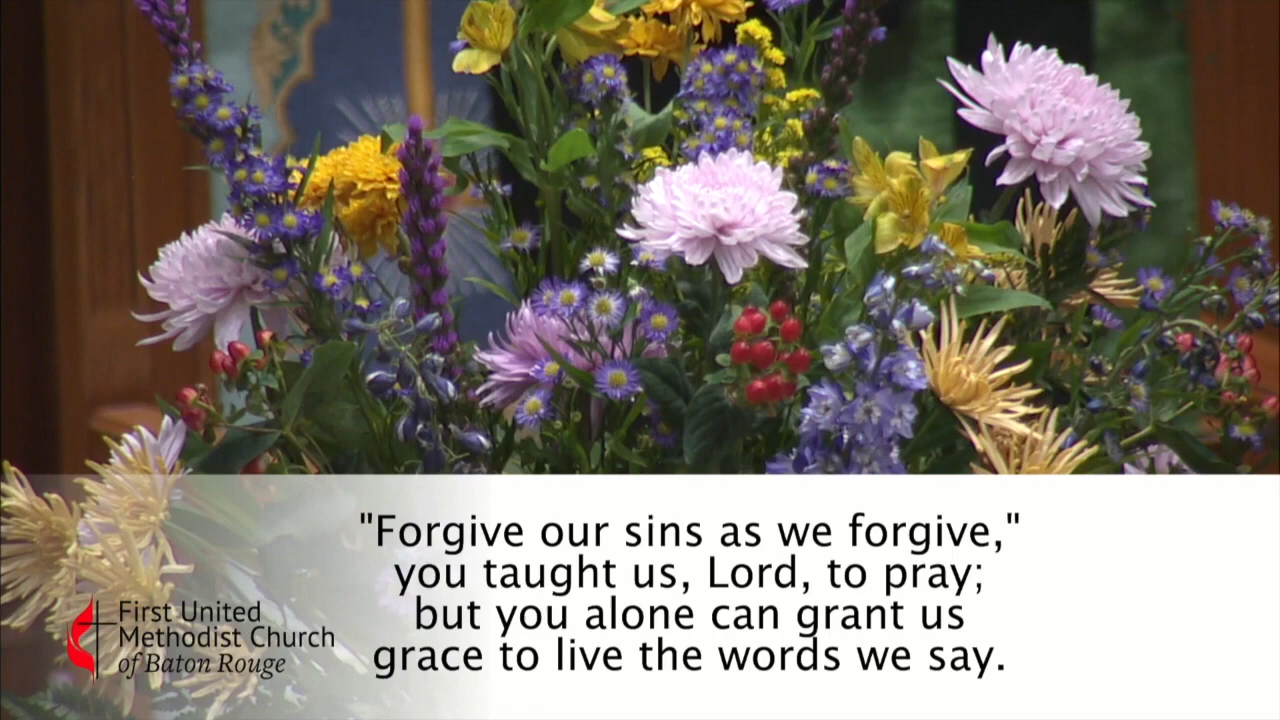 "Forgive our sins as we forgive,"
you taught us, Lord, to pray;
but you alone can grant us
grace to live the words we say.
First United
Methodist Church
of Baton Rouge